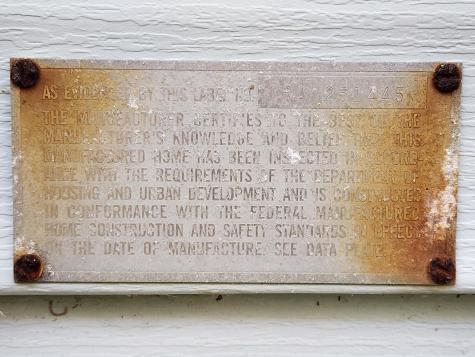 AS EVIDENCED BY THIS LABEL NO.
THE MANUFACTURER CERTIFIES TO THE BEST OF THE
MANUFACTURER'S KNOWLEDGE AND BELIEF THAT THIS
MANUFACTURED HOME HAS BEEN INSPECTED IN ACCORD-
ANCE WITH THE REQUIREMENTS OF THE DEPARTMENT OF
HOUSING AND URBAN DEVELOPMENT AND IS CONSTRUCTED
IN CONFORMANCE WITH THE FEDERAL MANUFACTURED
HOME CONSTRUCTION AND SAFETY STANDARDS IN EFFECT
ON THE DATE OF MANUFACTURE. SEE DATA PLATE.